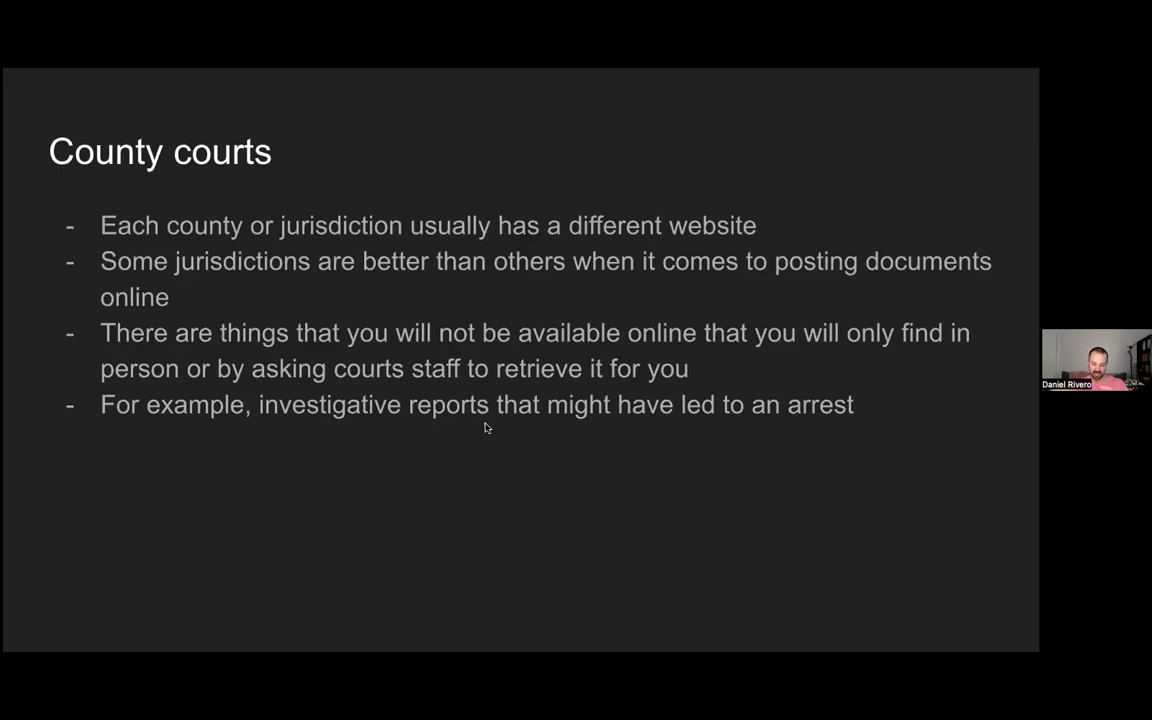 County courts
- Each county or jurisdiction usually has a different website
- Some jurisdictions are better than others when it comes to posting documents
online
- There are things that you will not be available online that you will only find in
person or by asking courts staff to retrieve it for you
- For example, investigative reports that might have led to an arrest
Daniel Rivero